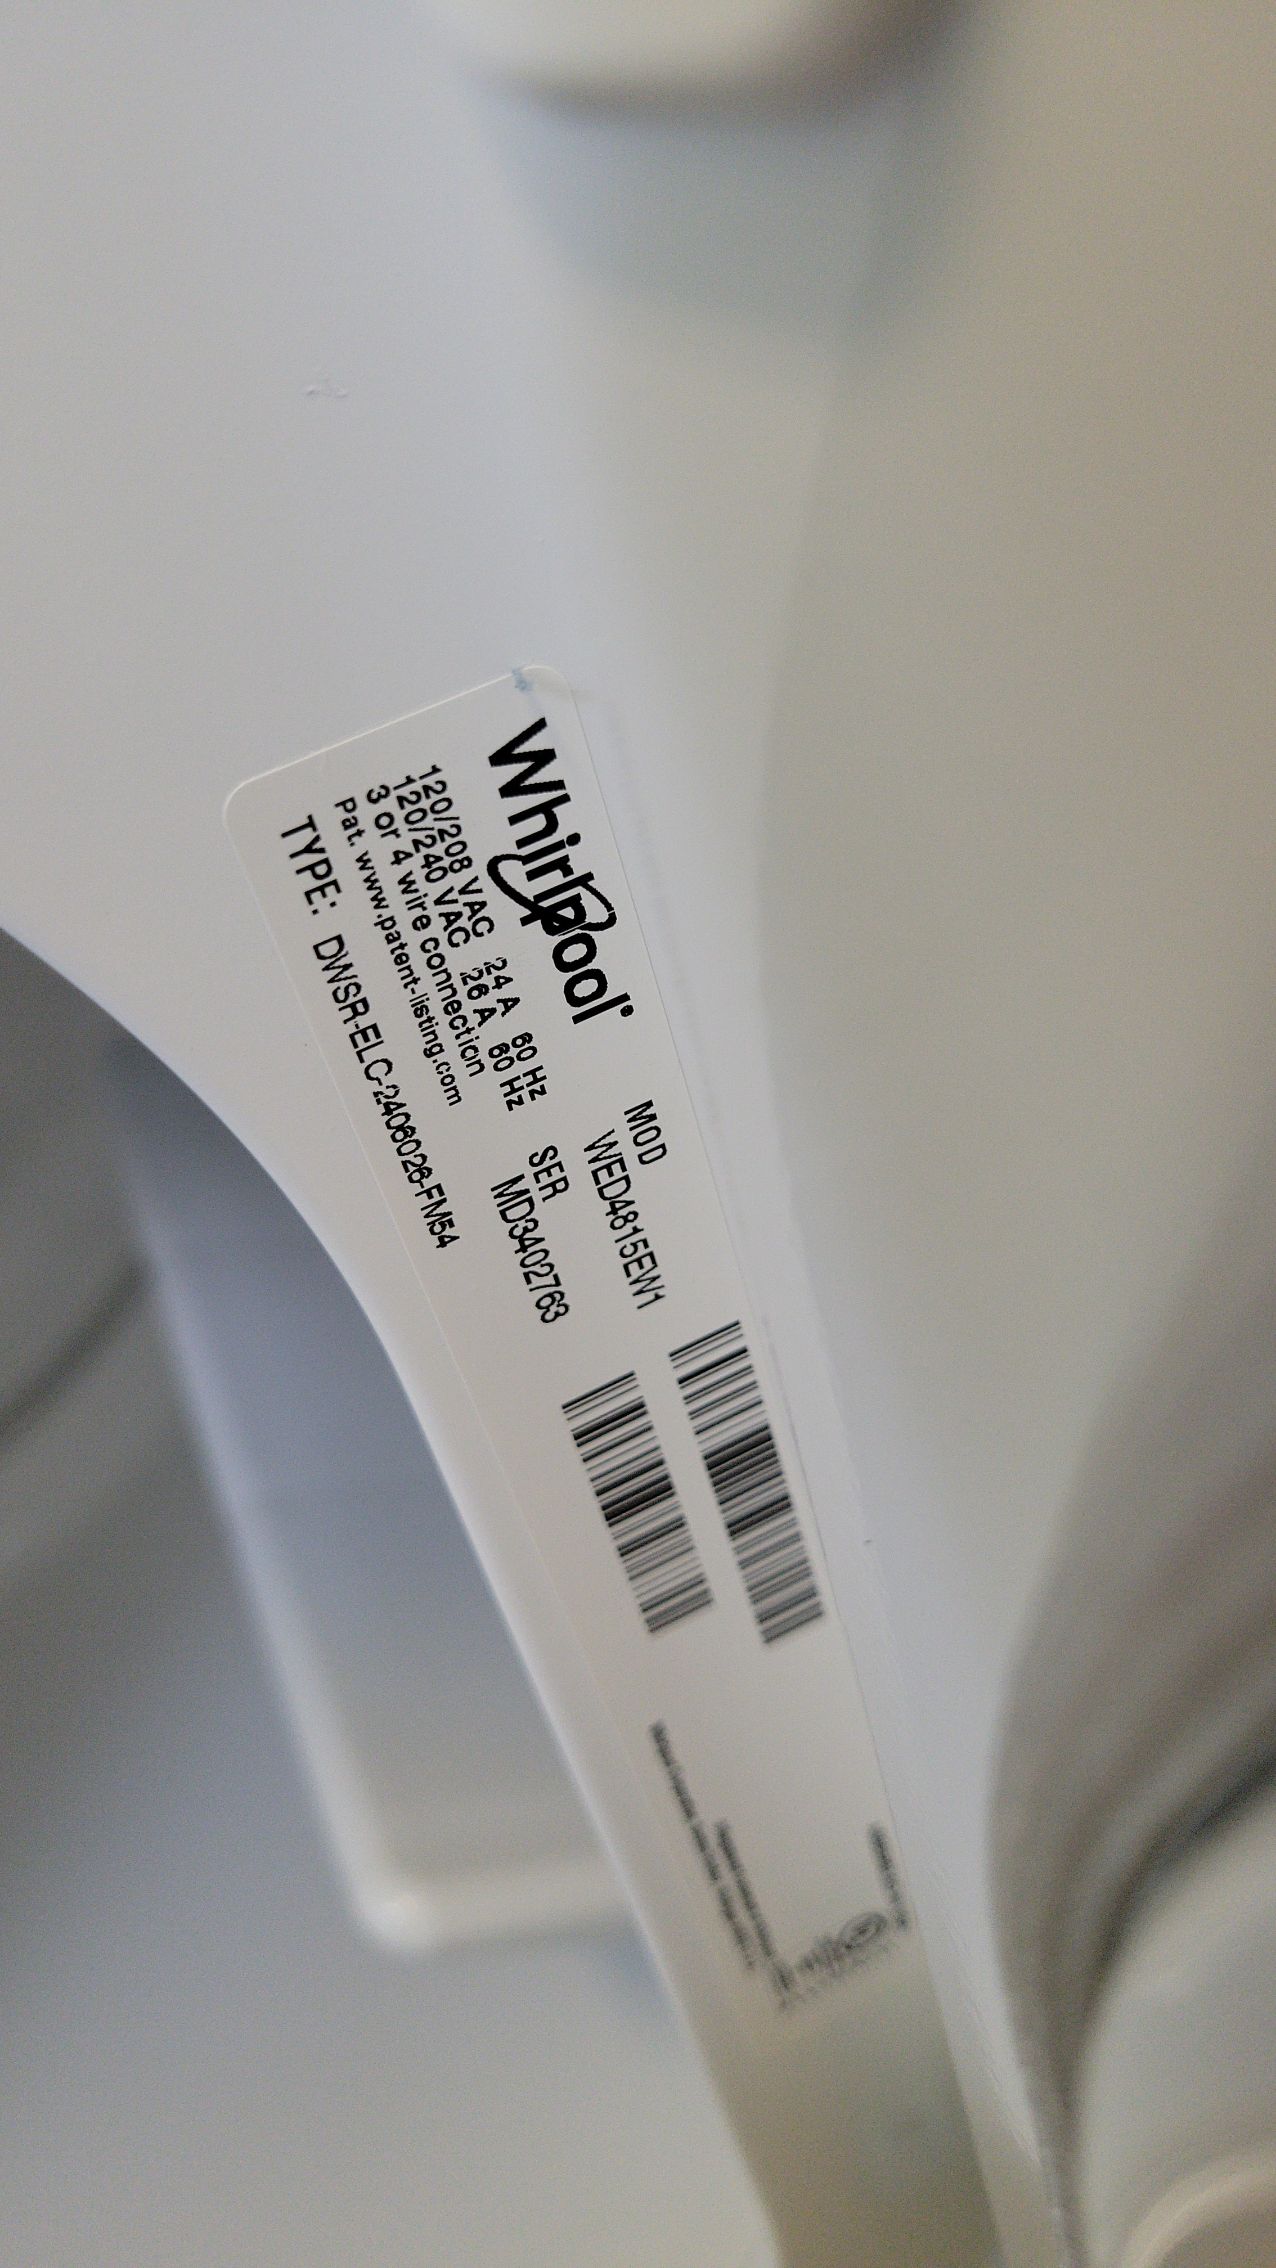 Whirlpool®
120/208 VAC 24 A 60 Hz
120/240 VAC 26 A 60 Hz
3 or 4 wire connection
Pat. www.patent-listing.com
TYPE: DWSR-ELC-2406026-FM54
MOD
WED4815EW1
SER
MD3402763